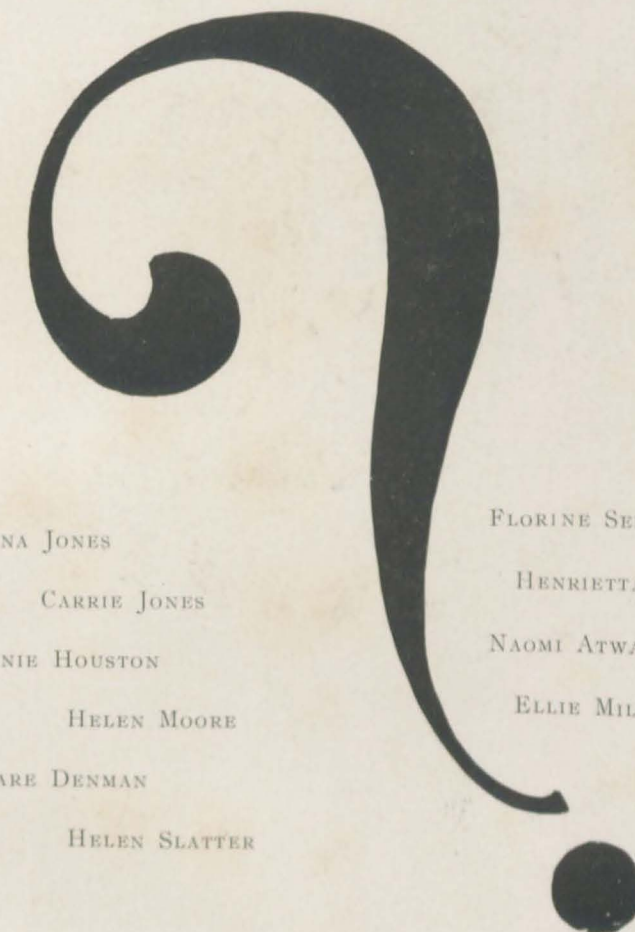 ?
NA JONES
CARRIE JONES
NIE HOUSTON
HELEN MOORE
ARE DENMAN
HELEN SLATTER
FLORINE SE
HENRIETT
NAOMI ATWA
ELLIE MIL